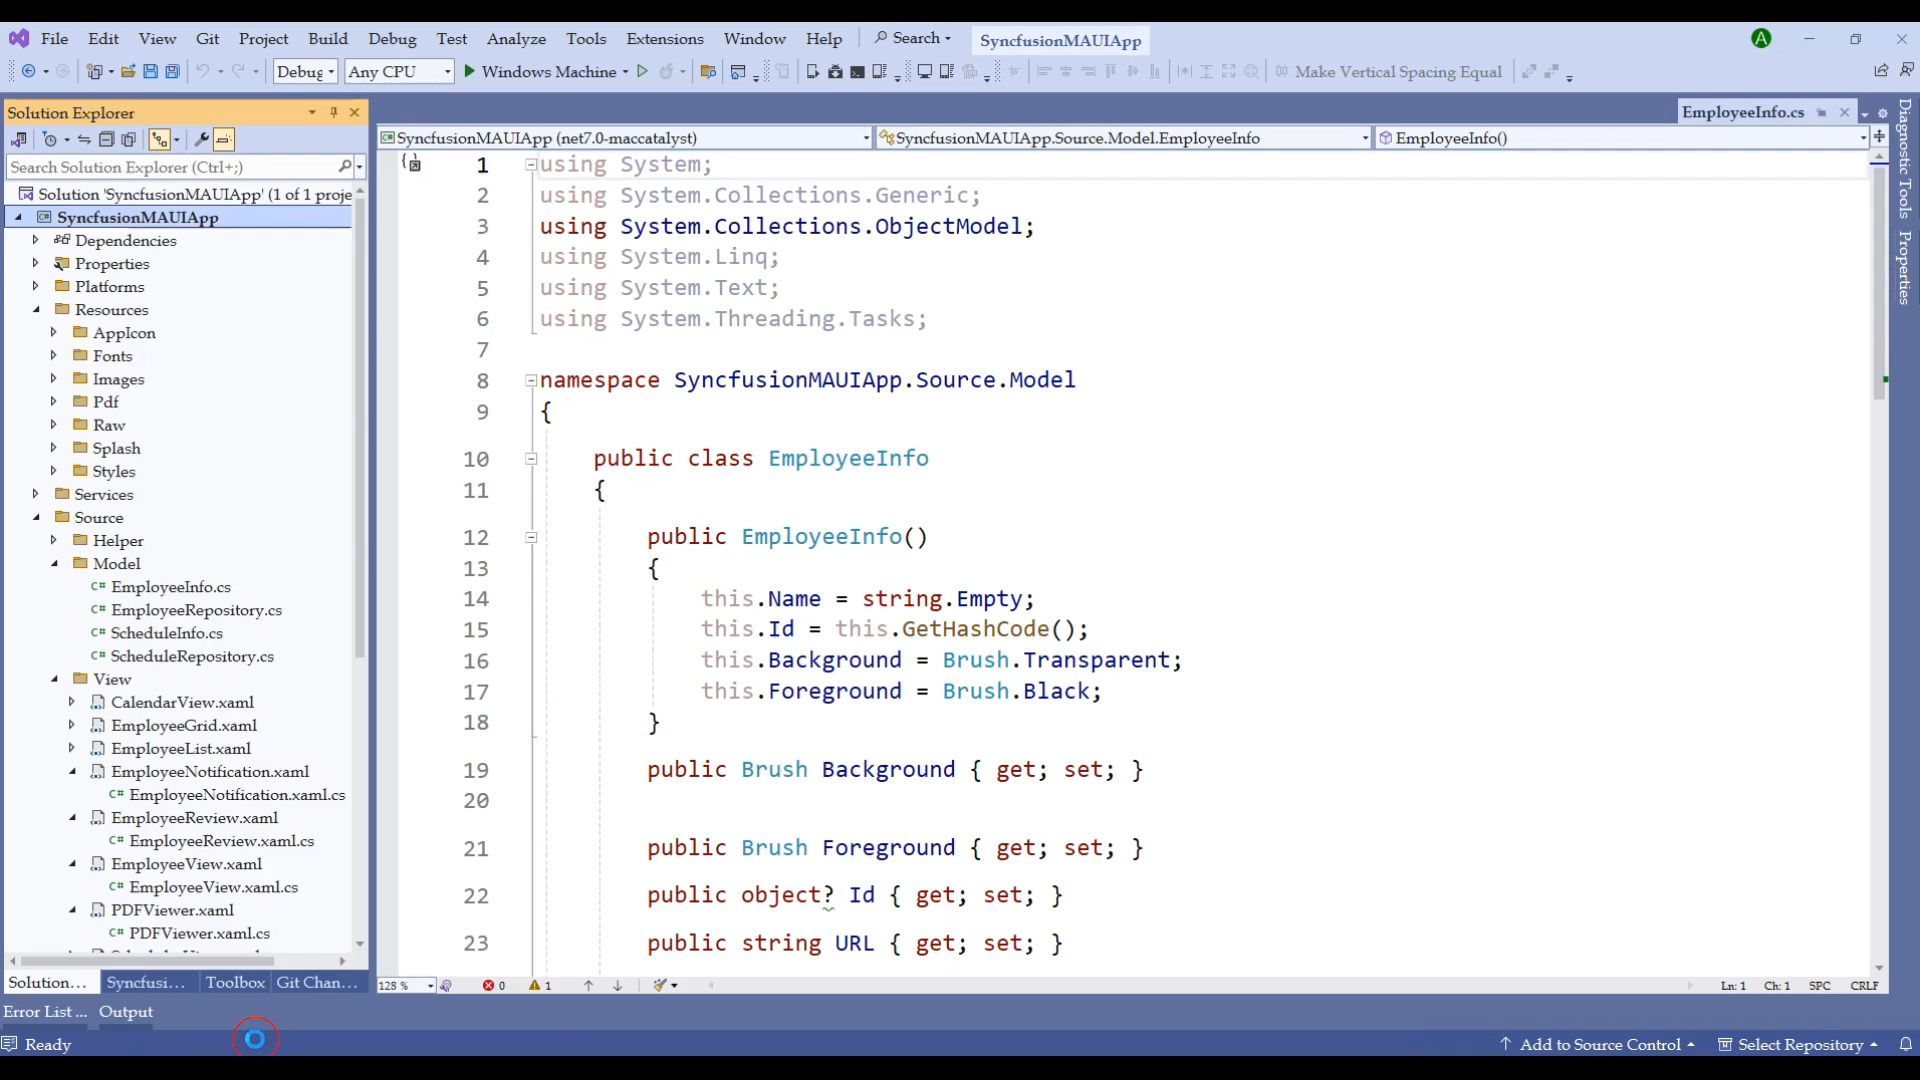 File Edit View Git Project Build Debug Test Analyze Tools Extensions Window Help Search SyncfusionMAUIApp A
Debug Any CPU Windows Machine Make Vertical Spacing Equal
Solution Explorer
Search Solution Explorer (Ctrl+;)
Solution 'SyncfusionMAUIApp' (1 of 1 proje
SyncfusionMAUIApp
Dependencies
Properties
Platforms
Resources
AppIcon
Fonts
Images
Pdf
Raw
Splash
Styles
Services
Source
Helper
Model
C# EmployeeInfo.cs
C# EmployeeRepository.cs
C# ScheduleInfo.cs
C# ScheduleRepository.cs
View
CalendarView.xaml
EmployeeGrid.xaml
EmployeeList.xaml
EmployeeNotification.xaml
C# EmployeeNotification.xaml.cs
EmployeeReview.xaml
C# EmployeeReview.xaml.cs
EmployeeView.xaml
C# EmployeeView.xaml.cs
PDFViewer.xaml
C# PDFViewer.xaml.cs
Solution... Syncfusi... Toolbox Git Chan...
EmployeeInfo.cs
SyncfusionMAUIApp (net7.0-maccatalyst) SyncfusionMAUIApp.Source.Model.EmployeeInfo EmployeeInfo()
1 using System;
2 using System.Collections.Generic;
3 using System.Collections.ObjectModel;
4 using System.Linq;
5 using System.Text;
6 using System.Threading.Tasks;
7
8 namespace SyncfusionMAUIApp.Source.Model
9 {
10 public class EmployeeInfo
11 {
12 public EmployeeInfo()
13 {
14 this.Name = string.Empty;
15 this.Id = this.GetHashCode();
16 this.Background = Brush.Transparent;
17 this.Foreground = Brush.Black;
18 }
19 public Brush Background { get; set; }
20
21 public Brush Foreground { get; set; }
22 public object? Id { get; set; }
23 public string URL { get; set; }
128 % 0 1 Ln: 1 Ch: 1 SPC CRLF
Diagnostic Tools
Properties
Error List ... Output
Ready Add to Source Control Select Repository